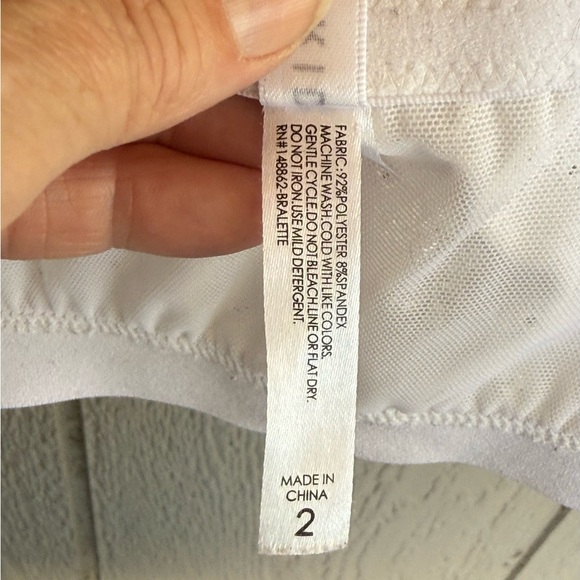 FABRIC:92%POLYESTER 8%SPANDEX
MACHINE WASH.COLD WITH LIKE COLORS.
GENTLE CYCLE.DO NOT BLEACH.LINE OR FLAT DRY.
DO NOT IRON.USE MILD DETERGENT.
RN#148862-BRALETTE
MADE IN
CHINA
2